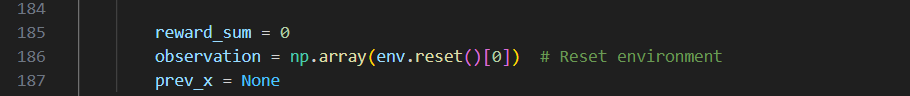 184
185 reward_sum = 0
186 observation = np.array(env.reset()[0]) # Reset environment
187 prev_x = None